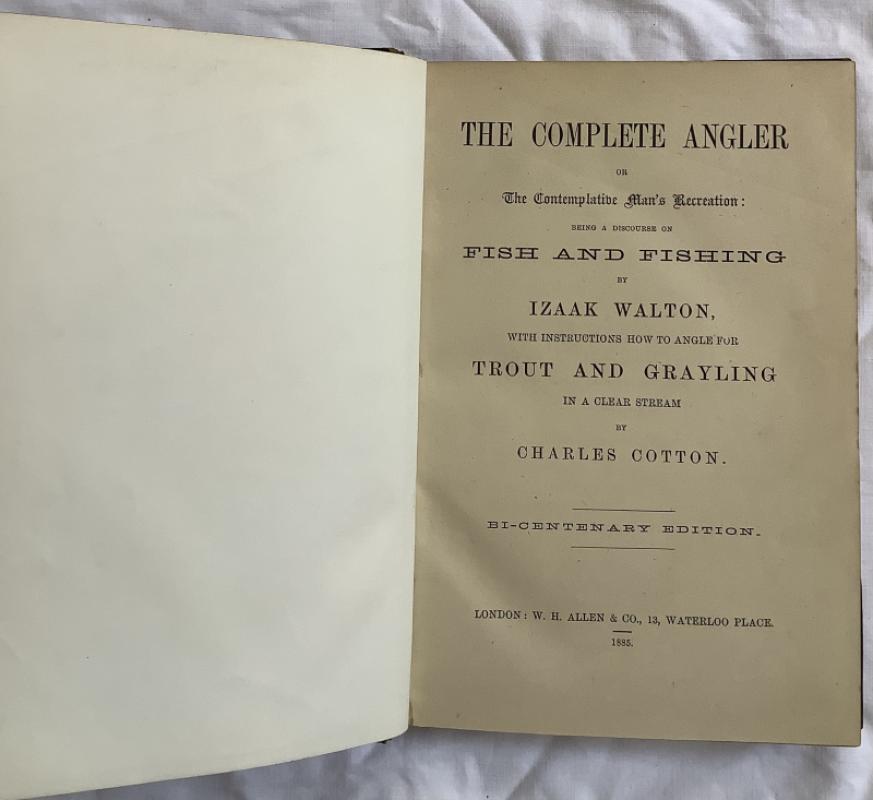 THE COMPLETE ANGLER
OR
The Contemplative Man's Recreation:
BEING A DISCOURSE ON
FISH AND FISHING
BY
IZAAK WALTON,
WITH INSTRUCTIONS HOW TO ANGLE FOR
TROUT AND GRAYLING
IN A CLEAR STREAM
BY
CHARLES COTTON.
BI-CENTENARY EDITION.
LONDON: W. H. ALLEN & CO., 13, WATERLOO PLACE.
1885.